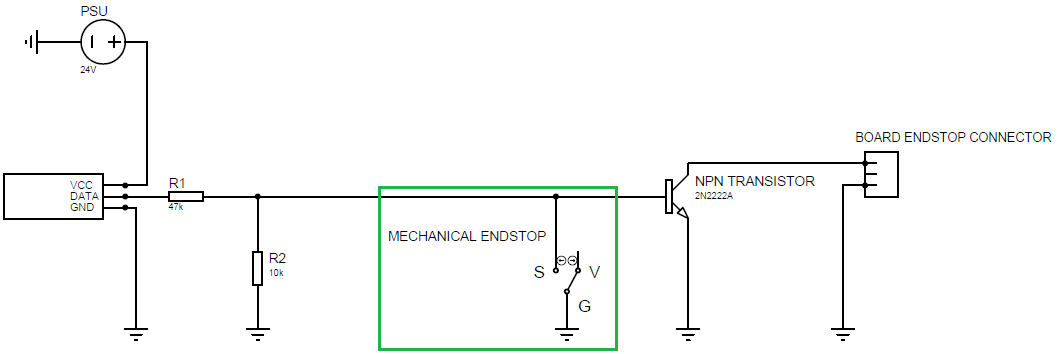 PSU
24V
BOARD ENDSTOP CONNECTOR
VCC
DATA
GND
R1
47k
NPN TRANSISTOR
2N2222A
MECHANICAL ENDSTOP
R2
10k
S
V
G